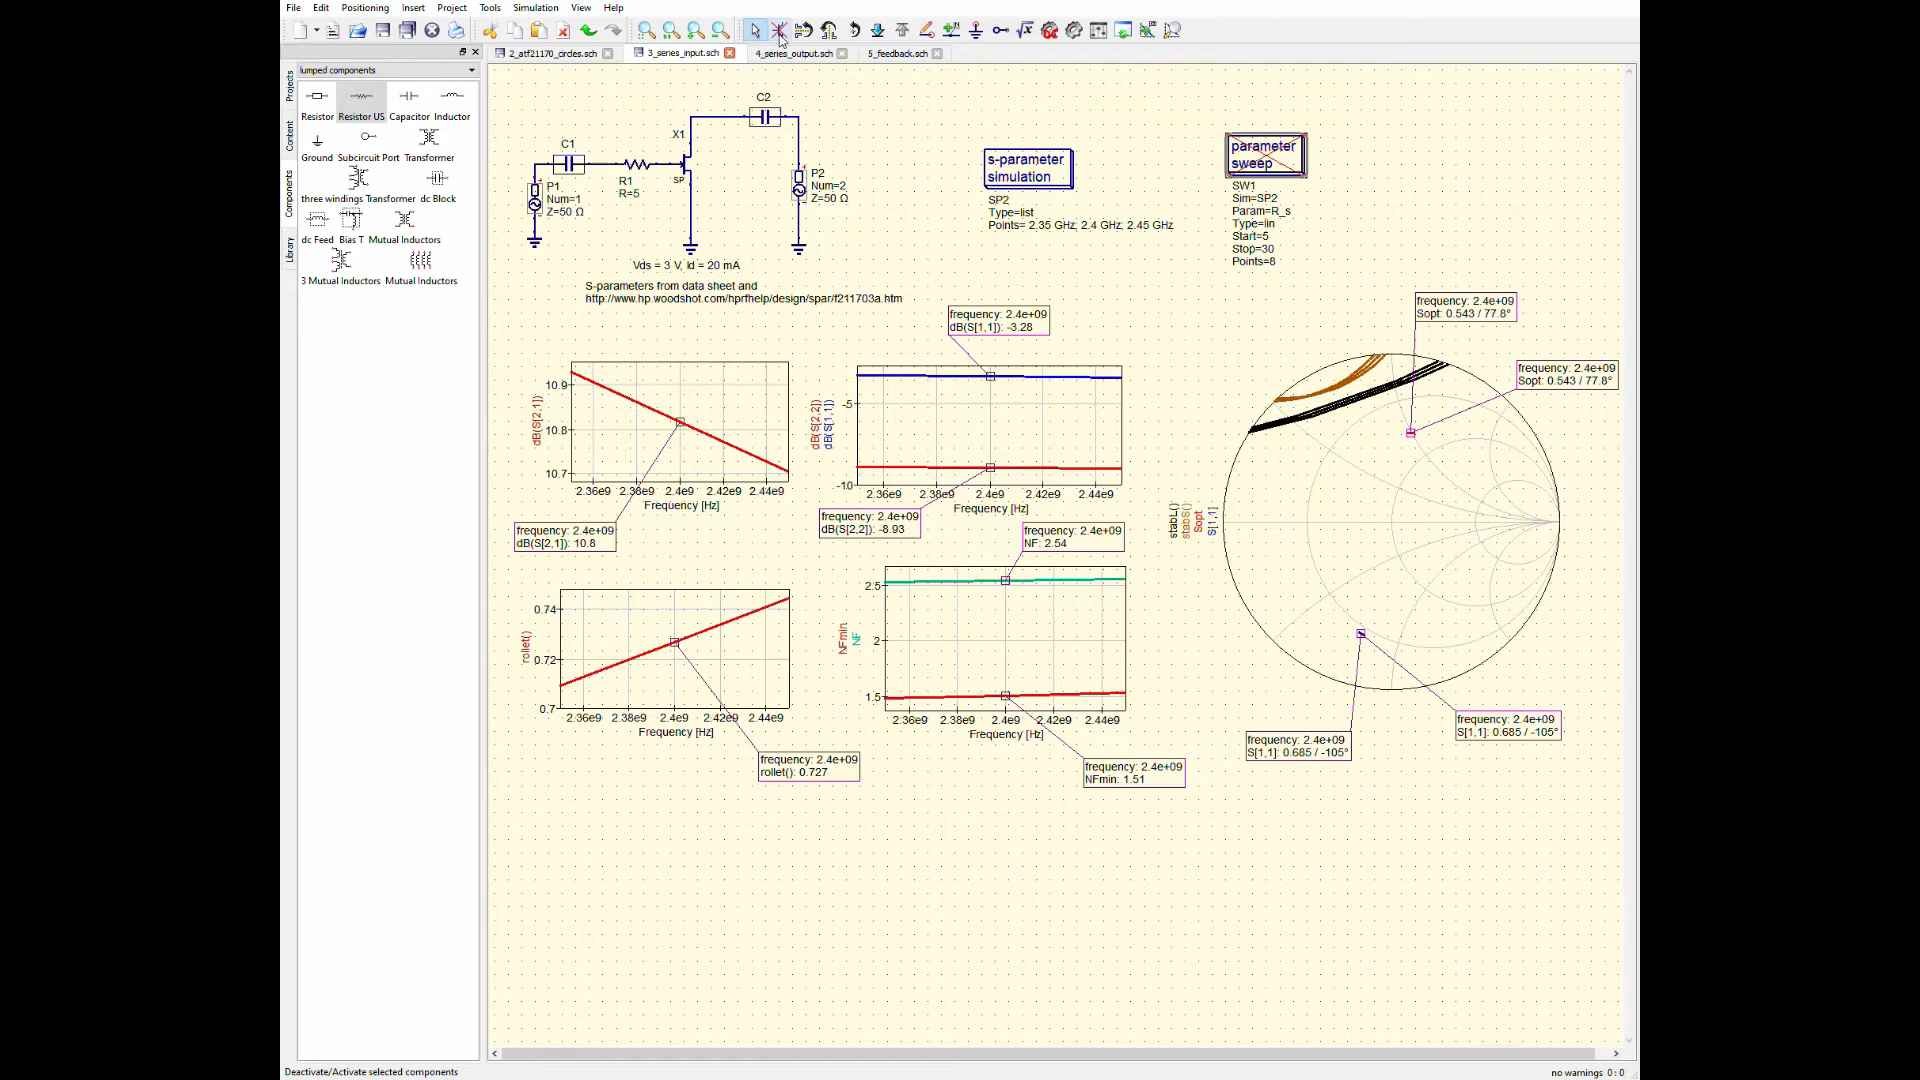 File Edit Positioning Insert Project Tools Simulation View Help
2_atf21170_circles.sch 3_series_input.sch 4_series_output.sch 5_feedback.sch
lumped components
Projects
Content
Components
Library
Resistor Resistor US Capacitor Inductor
Ground Subcircuit Port Transformer
three windings Transformer dc Block
dc Feed Bias T Mutual Inductors
3 Mutual Inductors Mutual Inductors
C1
P1
Num=1
Z=50 Ω
R1
R=5
X1
SP
C2
P2
Num=2
Z=50 Ω
Vds = 3 V, Id = 20 mA
S-parameters from data sheet and
http://www.hp.woodshot.com/hprfhelp/design/spar/f211703a.htm
s-parameter
simulation
SP2
Type=list
Points= 2.35 GHz; 2.4 GHz; 2.45 GHz
parameter
sweep
SW1
Sim=SP2
Param=R_s
Type=lin
Start=5
Stop=30
Points=8
dB(S[2,1])
10.9
10.8
10.7
2.36e9 2.38e9 2.4e9 2.42e9 2.44e9
Frequency [Hz]
frequency: 2.4e+09
dB(S[2,1]): 10.8
frequency: 2.4e+09
dB(S[1,1]): -3.28
dB(S[2,2])
dB(S[1,1])
-5
-10
2.36e9 2.38e9 2.4e9 2.42e9 2.44e9
Frequency [Hz]
frequency: 2.4e+09
dB(S[2,2]): -8.93
rollet()
0.74
0.72
0.7
2.36e9 2.38e9 2.4e9 2.42e9 2.44e9
Frequency [Hz]
frequency: 2.4e+09
rollet(): 0.727
frequency: 2.4e+09
NF: 2.54
NFmin
NF
2.5
2
1.5
2.36e9 2.38e9 2.4e9 2.42e9 2.44e9
Frequency [Hz]
frequency: 2.4e+09
NFmin: 1.51
frequency: 2.4e+09
Sopt: 0.543 / 77.8°
frequency: 2.4e+09
Sopt: 0.543 / 77.8°
stabL()
stabS()
Sopt
S[1,1]
frequency: 2.4e+09
S[1,1]: 0.685 / -105°
frequency: 2.4e+09
S[1,1]: 0.685 / -105°
Deactivate/Activate selected components
no warnings 0 : 0